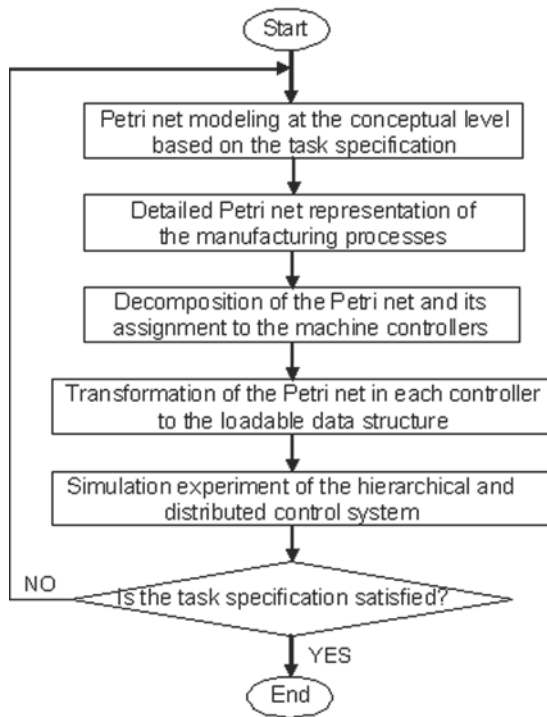 Start
Petri net modeling at the conceptual level
based on the task specification
Detailed Petri net representation of
the manufacturing processes
Decomposition of the Petri net and its
assignment to the machine controllers
Transformation of the Petri net in each controller
to the loadable data structure
Simulation experiment of the hierarchical and
distributed control system
NO
Is the task specification satisfied?
YES
End